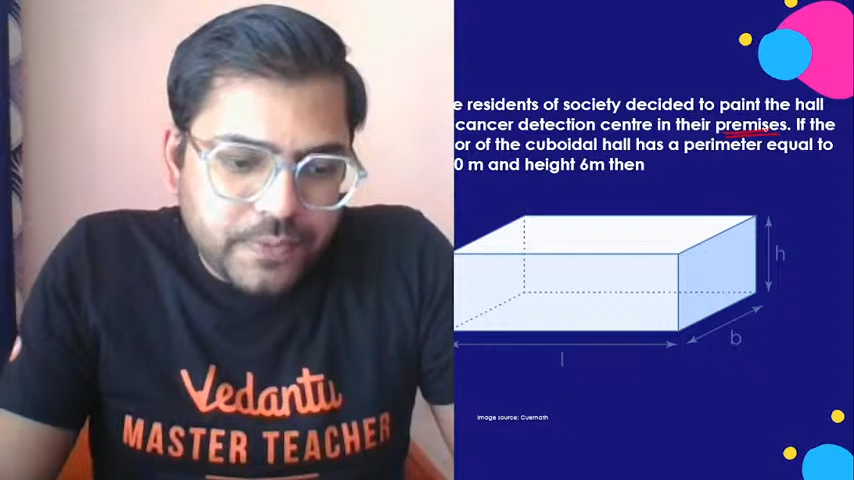 Vedantu
MASTER TEACHER
e residents of society decided to paint the hall
cancer detection centre in their premises. If the
or of the cuboidal hall has a perimeter equal to
0 m and height 6m then
h
b
l
Image source: Cuemath